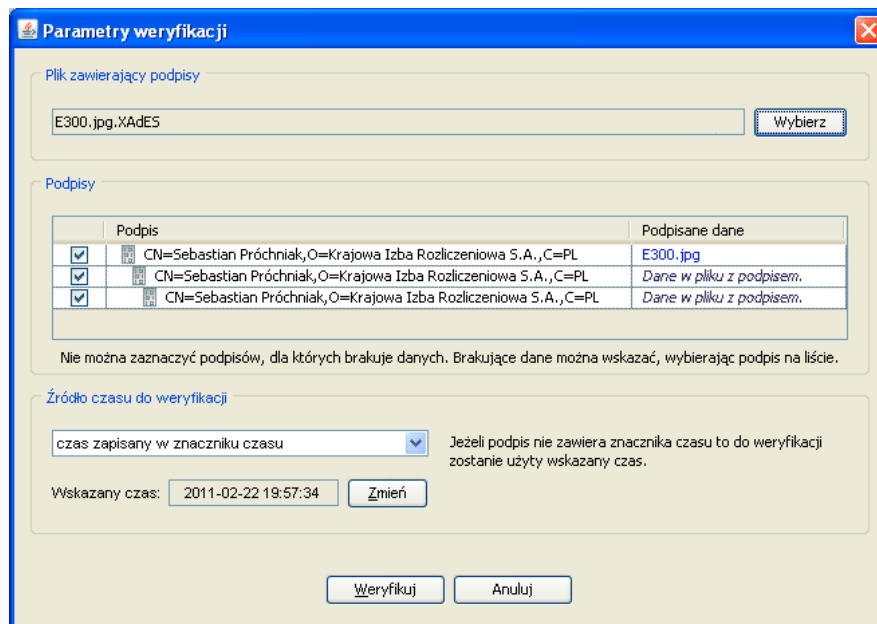 Parametry weryfikacji
Plik zawierający podpisy
E300.jpg.XAdES
Wybierz
Podpisy
Podpis Podpisane dane
CN=Sebastian Próchniak,O=Krajowa Izba Rozliczeniowa S.A.,C=PL E300.jpg
CN=Sebastian Próchniak,O=Krajowa Izba Rozliczeniowa S.A.,C=PL Dane w pliku z podpisem.
CN=Sebastian Próchniak,O=Krajowa Izba Rozliczeniowa S.A.,C=PL Dane w pliku z podpisem.
Nie można zaznaczyć podpisów, dla których brakuje danych. Brakujące dane można wskazać, wybierając podpis na liście.
Źródło czasu do weryfikacji
czas zapisany w znaczniku czasu
Jeżeli podpis nie zawiera znacznika czasu to do weryfikacji
zostanie użyty wskazany czas.
Wskazany czas: 2011-02-22 19:57:34 Zmień
Weryfikuj Anuluj